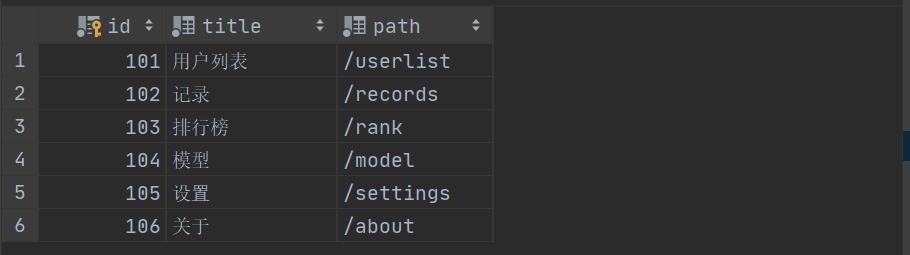 id title path
1 101 用户列表 /userlist
2 102 记录 /records
3 103 排行榜 /rank
4 104 模型 /model
5 105 设置 /settings
6 106 关于 /about